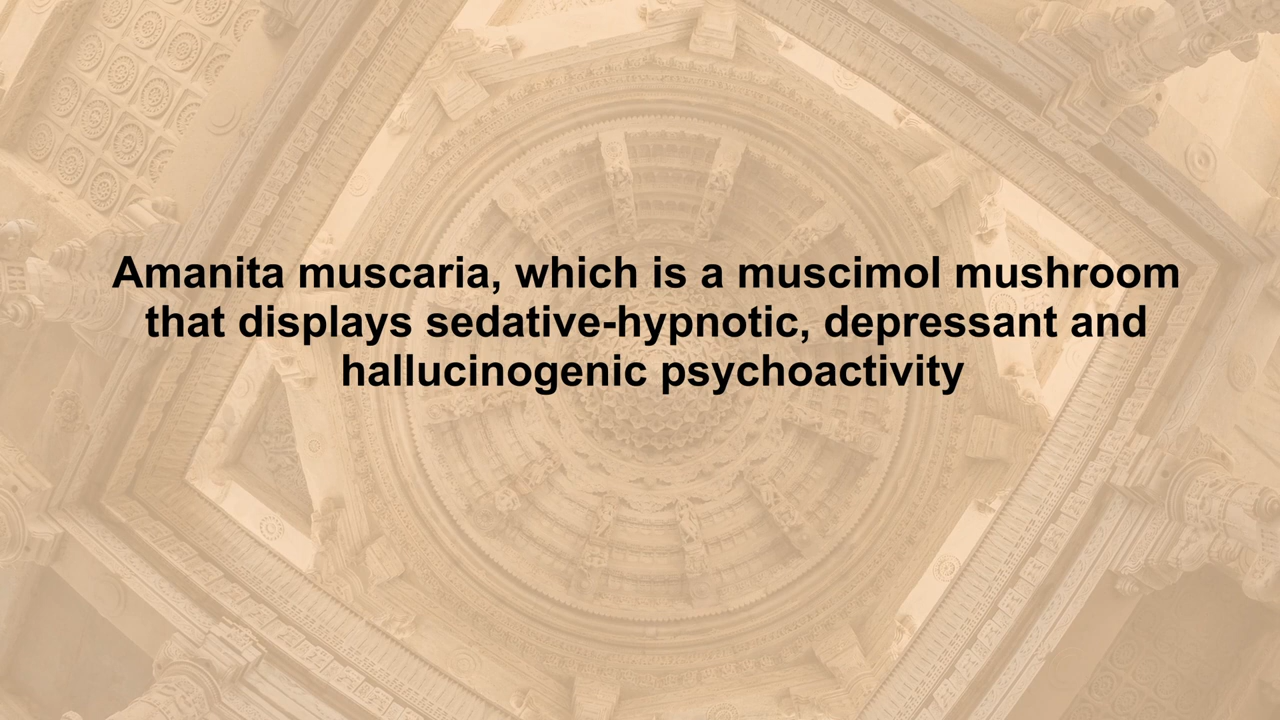 Amanita muscaria, which is a muscimol mushroom
that displays sedative-hypnotic, depressant and
hallucinogenic psychoactivity